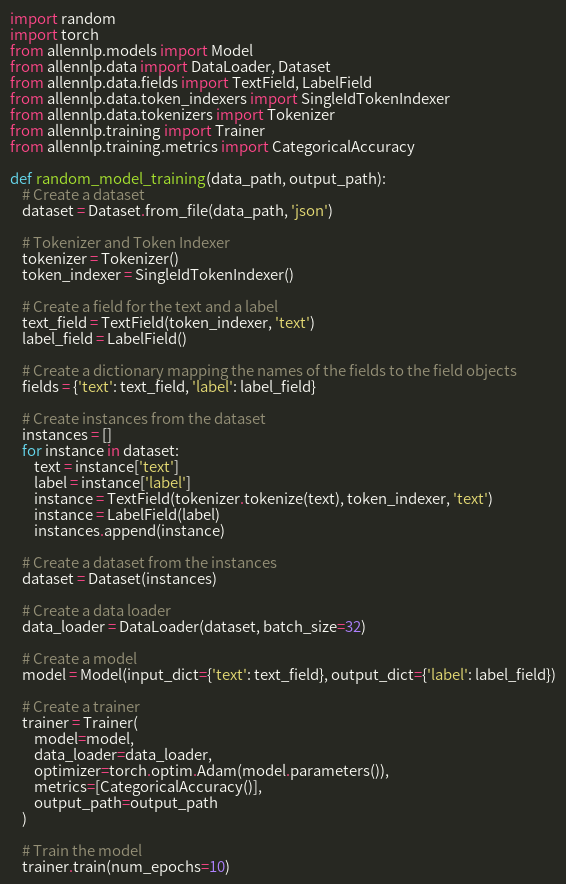 import random
import torch
from allennlp.models import Model
from allennlp.data import DataLoader, Dataset
from allennlp.data.fields import TextField, LabelField
from allennlp.data.token_indexers import SingleIdTokenIndexer
from allennlp.data.tokenizers import Tokenizer
from allennlp.training import Trainer
from allennlp.training.metrics import CategoricalAccuracy

def random_model_training(data_path, output_path):
    # Create a dataset
    dataset = Dataset.from_file(data_path, 'json')

    # Tokenizer and Token Indexer
    tokenizer = Tokenizer()
    token_indexer = SingleIdTokenIndexer()

    # Create a field for the text and a label
    text_field = TextField(token_indexer, 'text')
    label_field = LabelField()

    # Create a dictionary mapping the names of the fields to the field objects
    fields = {'text': text_field, 'label': label_field}

    # Create instances from the dataset
    instances = []
    for instance in dataset:
        text = instance['text']
        label = instance['label']
        instance = TextField(tokenizer.tokenize(text), token_indexer, 'text')
        instance = LabelField(label)
        instances.append(instance)

    # Create a dataset from the instances
    dataset = Dataset(instances)

    # Create a data loader
    data_loader = DataLoader(dataset, batch_size=32)

    # Create a model
    model = Model(input_dict={'text': text_field}, output_dict={'label': label_field})

    # Create a trainer
    trainer = Trainer(
        model=model,
        data_loader=data_loader,
        optimizer=torch.optim.Adam(model.parameters()),
        metrics=[CategoricalAccuracy()],
        output_path=output_path
    )

    # Train the model
    trainer.train(num_epochs=10)